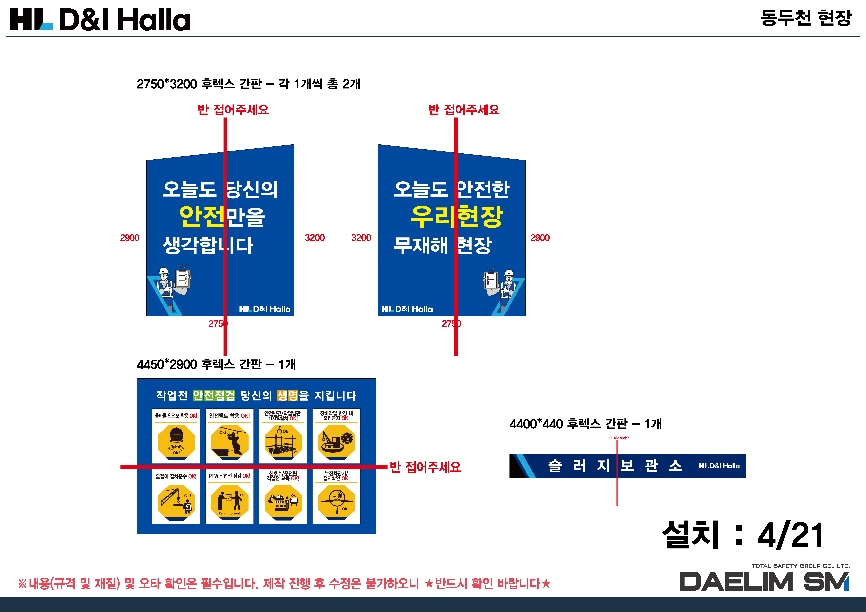 HL D&I Halla
동두천 현장
2750*3200 후렉스 간판 - 각 1개씩 총 2개
반 접어주세요
반 접어주세요
오늘도 당신의
안전만을
생각합니다
2900
3200
HL D&I Halla
2750
오늘도 안전한
우리현장
무재해 현장
3200
2900
HL D&I Halla
2750
4450*2900 후렉스 간판 - 1개
작업전 안전점검 당신의 생명을 지킵니다
반 접어주세요
4400*440 후렉스 간판 - 1개
슬러지보관소
HL D&I Halla
설치 : 4/21
※내용(규격 및 재질) 및 오타 확인은 필수입니다. 제작 진행 후 수정은 불가하오니 ★반드시 확인 바랍니다★
TOTAL SAFETY GROUP CO., LTD.
DAELIM SM